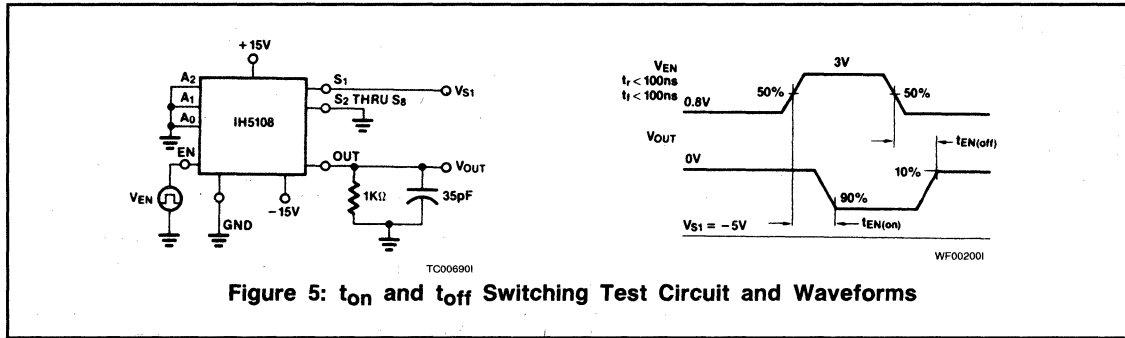 +15V
A2
A1
A0
IH5108
S1
VS1
S2 THRU S8
EN
OUT
VOUT
VEN
GND
-15V
1KΩ
35pF
TC00690I
VEN
tr < 100ns
tf < 100ns
0.8V
50%
3V
50%
VOUT
tEN(off)
0V
10%
90%
VS1 = -5V
tEN(on)
WF00200I
Figure 5: ton and toff Switching Test Circuit and Waveforms